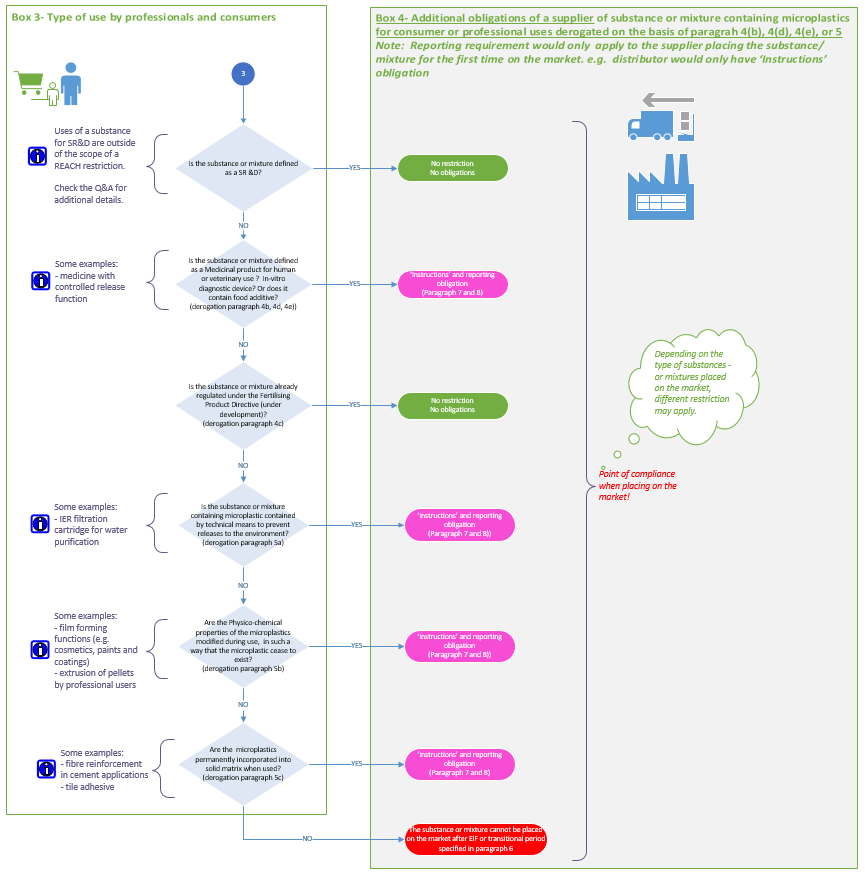 Box 3- Type of use by professionals and consumers
3
Uses of a substance
for SR&D are outside
of the scope of a
REACH restriction.
Check the Q&A for
additional details.
Is the substance or mixture defined
as a SR &D?
YES
NO
Some examples:
- medicine with
controlled release
function
Is the substance or mixture defined
as a Medicinal product for human
or veterinary use ? In-vitro
diagnostic device? Or does it
contain food additive?
(derogation paragraph 4b, 4d, 4e))
YES
NO
Is the substance or mixture already
regulated under the Fertilising
Product Directive (under
development)?
(derogation paragraph 4c)
YES
NO
Some examples:
- IER filtration
cartridge for water
purification
Is the substance or mixture
containing microplastic contained
by technical means to prevent
releases to the environment?
(derogation paragraph 5a)
YES
NO
Some examples:
- film forming
functions (e.g.
cosmetics, paints and
coatings)
- extrusion of pellets
by professional users
Are the Physico-chemical
properties of the microplastics
modified during use, in such a
way that the microplastic cease to
exist?
(derogation paragraph 5b)
YES
NO
Some examples:
- fibre reinforcement
in cement applications
- tile adhesive
Are the microplastics
permanently incorporated into
solid matrix when used?
(derogation paragraph 5c)
YES
NO
Box 4- Additional obligations of a supplier of substance or mixture containing microplastics
for consumer or professional uses derogated on the basis of paragrah 4(b), 4(d), 4(e), or 5
Note: Reporting requirement would only apply to the supplier placing the substance/
mixture for the first time on the market. e.g. distributor would only have ‘Instructions’
obligation
No restriction
No obligations
‘Instructions’ and reporting
obligation
(Paragraph 7 and 8)
No restriction
No obligations
‘Instructions’ and reporting
obligation
(Paragraph 7 and 8))
‘Instructions’ and reporting
obligation
(Paragraph 7 and 8))
‘Instructions’ and reporting
obligation
(Paragraph 7 and 8)
The substance or mixture cannot be placed
on the market after EiF or transitional period
specified in paragraph 6
Depending on the
type of substances -
or mixtures placed
on the market,
different restriction
may apply.
Point of compliance
when placing on the
market!